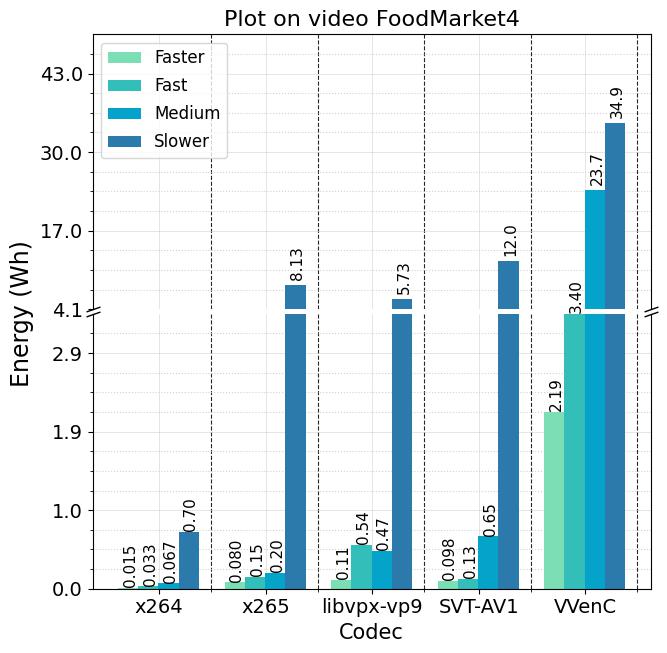 Plot on video FoodMarket4
Faster
Fast
Medium
Slower
43.0
30.0
17.0
4.1
2.9
1.9
1.0
0.0
Energy (Wh)
0.015
0.033
0.067
0.70
0.080
0.15
0.20
8.13
0.11
0.54
0.47
5.73
0.098
0.13
0.65
12.0
2.19
3.40
23.7
34.9
x264
x265
libvpx-vp9
SVT-AV1
VVenC
Codec